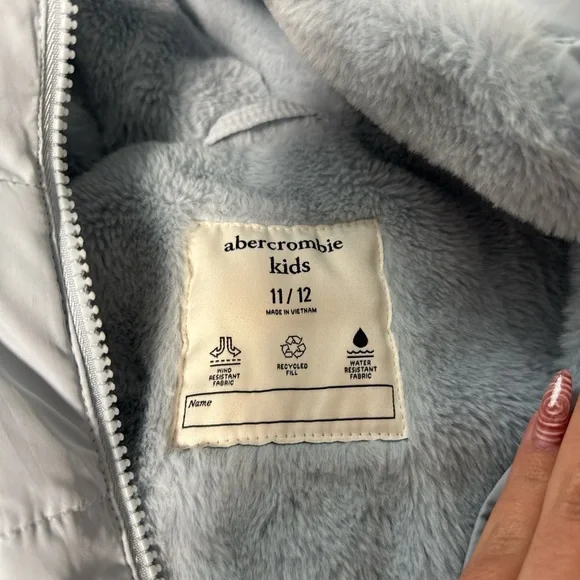 abercrombie
kids
11/12
MADE IN VIETNAM
WIND
RESISTANT
FABRIC
RECYCLED
FILL
WATER
RESISTANT
FABRIC
Name